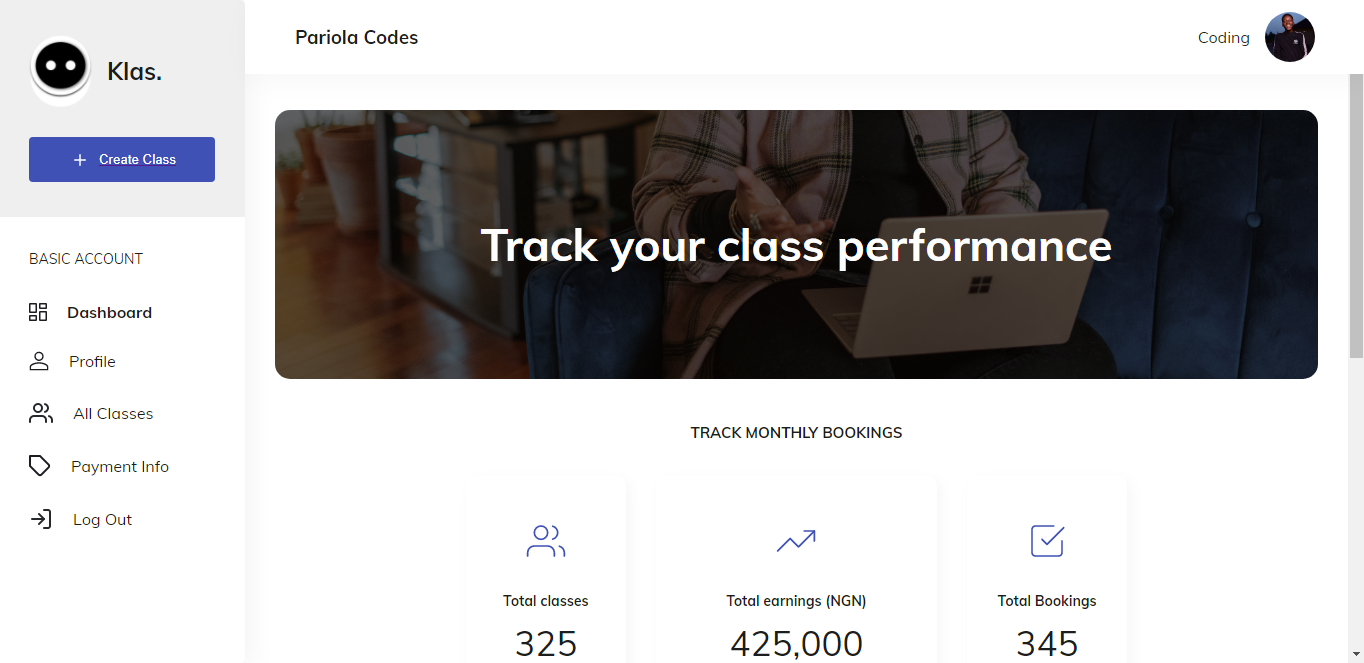 Klas.
Create Class
BASIC ACCOUNT
Dashboard
Profile
All Classes
Payment Info
Log Out
Pariola Codes
Coding
Track your class performance
TRACK MONTHLY BOOKINGS
Total classes
325
Total earnings (NGN)
425,000
Total Bookings
345